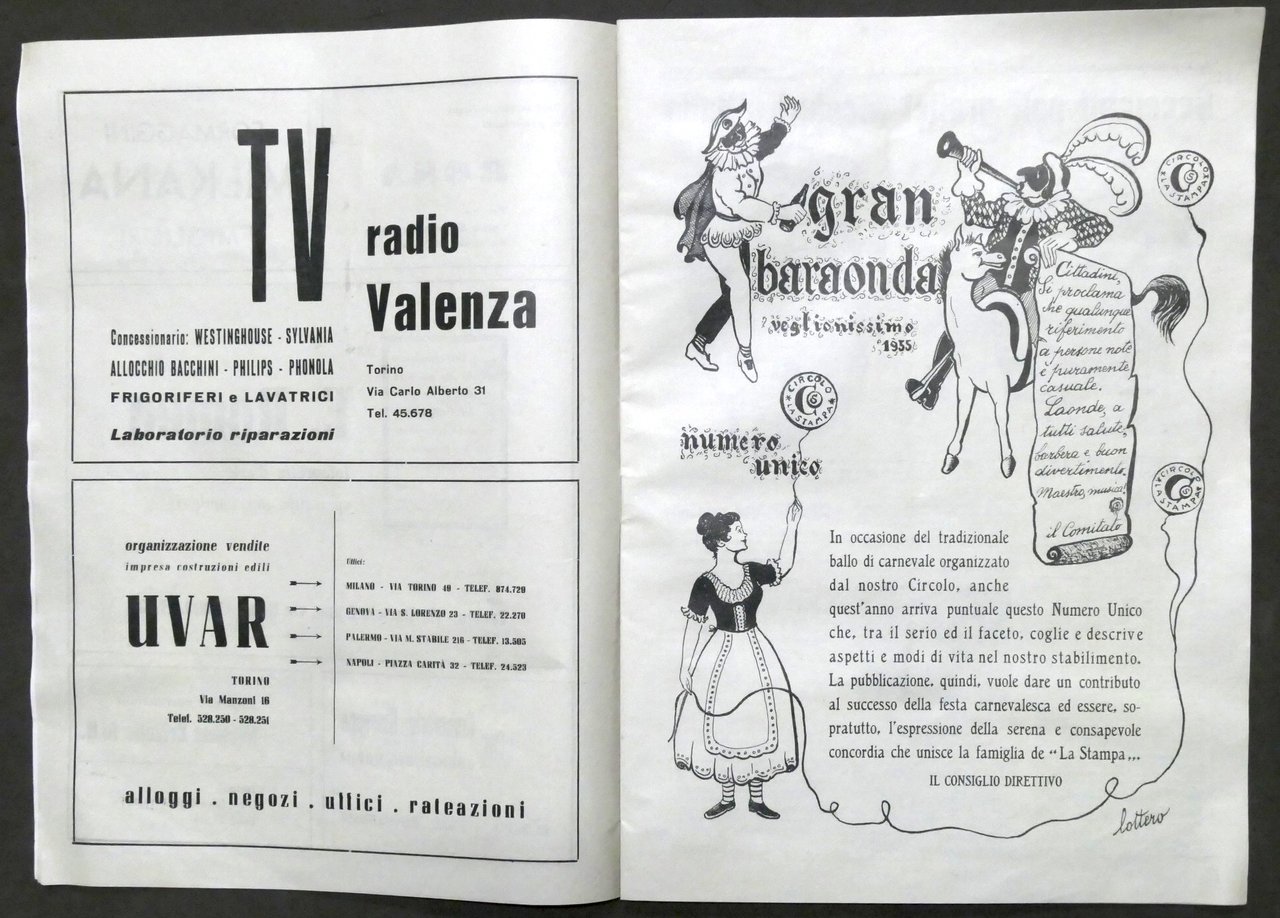 TV
radio
Valenza
Concessionario: WESTINGHOUSE - SYLVANIA
ALLOCCHIO BACCHINI - PHILIPS - PHONOLA
FRIGORIFERI e LAVATRICI
Laboratorio riparazioni
Torino
Via Carlo Alberto 31
Tel. 45.678
organizzazione vendite
impresa costruzioni edili
UVAR
TORINO
Via Manzoni 16
Telef. 528.250 - 528.251
Uffici:
MILANO - VIA TORINO 40 - TELEF. 874.729
GENOVA - VIA S. LORENZO 23 - TELEF. 22.270
PALERMO - VIA M. STABILE 216 - TELEF. 13.505
NAPOLI - PIAZZA CARITÀ 32 - TELEF. 24.523
alloggi . negozi . uffici . rateazioni
gran
baraonda
veglionissimo
1955
CIRCOLO
LA STAMPA
numero
unico
CIRCOLO
LA STAMPA
Cittadini,
Si proclama
che qualunque
riferimento
a persone note
è puramente
casuale.
Laonde, a
tutti salute,
barbera e buon
divertimento.
Maestro, musica!
il Comitato
CIRCOLO
LA STAMPA
In occasione del tradizionale
ballo di carnevale organizzato
dal nostro Circolo, anche
quest'anno arriva puntuale questo Numero Unico
che, tra il serio ed il faceto, coglie e descrive
aspetti e modi di vita nel nostro stabilimento.
La pubblicazione, quindi, vuole dare un contributo
al successo della festa carnevalesca ed essere, so-
pratutto, l'espressione della serena e consapevole
concordia che unisce la famiglia de "La Stampa„.
IL CONSIGLIO DIRETTIVO
lottero